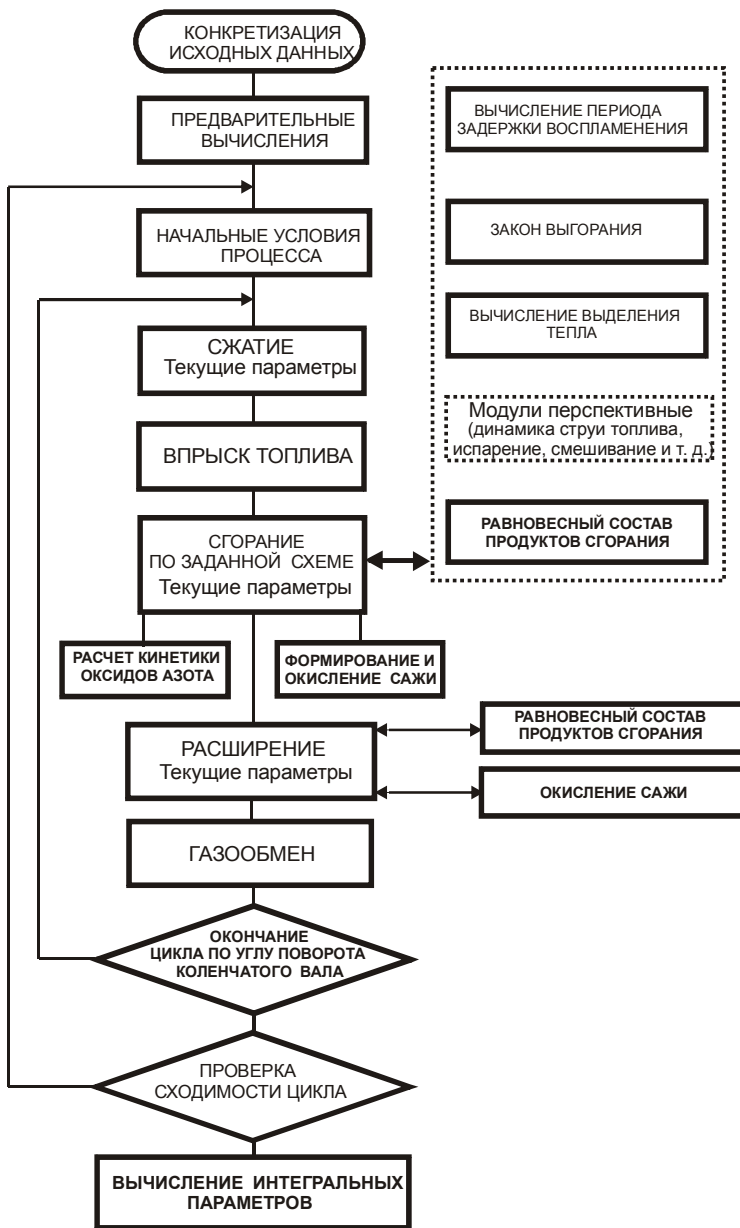 КОНКРЕТИЗАЦИЯ
ИСХОДНЫХ ДАННЫХ
ПРЕДВАРИТЕЛЬНЫЕ
ВЫЧИСЛЕНИЯ
НАЧАЛЬНЫЕ УСЛОВИЯ
ПРОЦЕССА
СЖАТИЕ
Текущие параметры
ВПРЫСК ТОПЛИВА
СГОРАНИЕ
ПО ЗАДАННОЙ СХЕМЕ
Текущие параметры
ВЫЧИСЛЕНИЕ ПЕРИОДА
ЗАДЕРЖКИ ВОСПЛАМЕНЕНИЯ
ЗАКОН ВЫГОРАНИЯ
ВЫЧИСЛЕНИЕ ВЫДЕЛЕНИЯ
ТЕПЛА
Модули перспективные
(динамика струи топлива,
испарение, смешивание и т. д.)
РАВНОВЕСНЫЙ СОСТАВ
ПРОДУКТОВ СГОРАНИЯ
РАСЧЕТ КИНЕТИКИ
ОКСИДОВ АЗОТА
ФОРМИРОВАНИЕ И
ОКИСЛЕНИЕ САЖИ
РАСШИРЕНИЕ
Текущие параметры
РАВНОВЕСНЫЙ СОСТАВ
ПРОДУКТОВ СГОРАНИЯ
ОКИСЛЕНИЕ САЖИ
ГАЗООБМЕН
ОКОНЧАНИЕ
ЦИКЛА ПО УГЛУ ПОВОРОТА
КОЛЕНЧАТОГО ВАЛА
ПРОВЕРКА
СХОДИМОСТИ ЦИКЛА
ВЫЧИСЛЕНИЕ ИНТЕГРАЛЬНЫХ
ПАРАМЕТРОВ